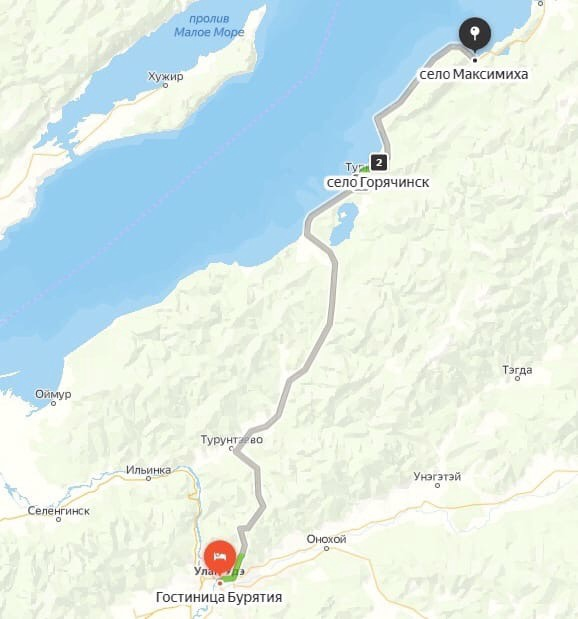 пролив
Малое Море
Хужир
село Максимиха
2
село Горячинск
Тэгда
Оймур
Турунтаево
Ильинка
Унэгэтэй
Селенгинск
Онохой
Гостиница Бурятия